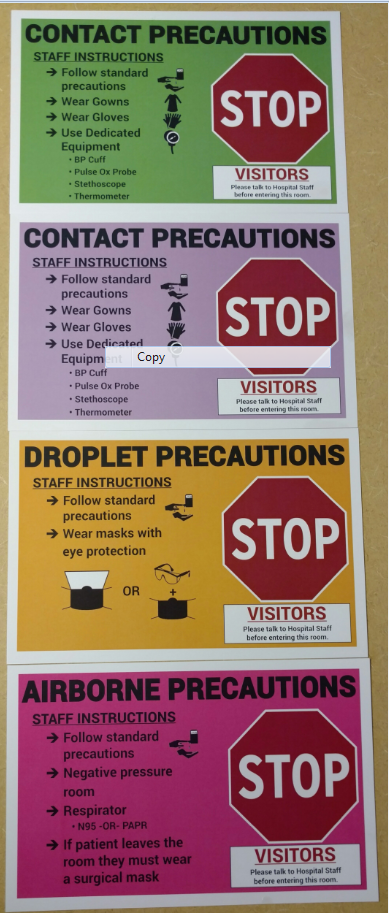 CONTACT PRECAUTIONS
STAFF INSTRUCTIONS
→ Follow standard
precautions
→ Wear Gowns
→ Wear Gloves
→ Use Dedicated
Equipment
• BP Cuff
• Pulse Ox Probe
• Stethoscope
• Thermometer
STOP
VISITORS
Please talk to Hospital Staff
before entering this room.
CONTACT PRECAUTIONS
STAFF INSTRUCTIONS
→ Follow standard
precautions
→ Wear Gowns
→ Wear Gloves
→ Use Dedicated
Equipment
Copy
• BP Cuff
• Pulse Ox Probe
• Stethoscope
• Thermometer
STOP
VISITORS
Please talk to Hospital Staff
before entering this room.
DROPLET PRECAUTIONS
STAFF INSTRUCTIONS
→ Follow standard
precautions
→ Wear masks with
eye protection
OR
+
STOP
VISITORS
Please talk to Hospital Staff
before entering this room.
AIRBORNE PRECAUTIONS
STAFF INSTRUCTIONS
→ Follow standard
precautions
→ Negative pressure
room
→ Respirator
• N95 -OR- PAPR
→ If patient leaves the
room they must wear
a surgical mask
STOP
VISITORS
Please talk to Hospital Staff
before entering this room.